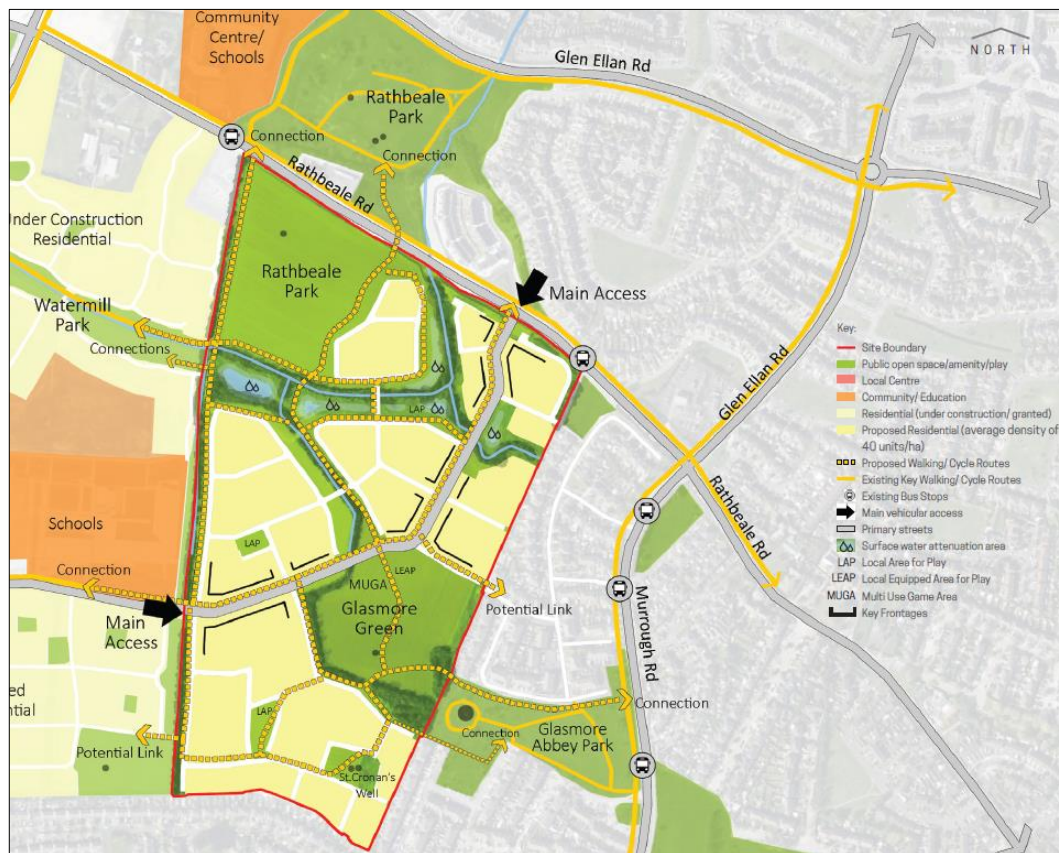 Community
Centre/
Schools
NORTH
Glen Ellan Rd
Rathbeale
Park
Connection
Connection
Rathbeale Rd
Under Construction
Residential
Rathbeale
Park
Main Access
Watermill
Park
Connections
Glen Ellan Rd
LAP
Rathbeale Rd
Schools
LAP
LEAP
MUGA
Connection
Glasmore
Green
Potential Link
Main
Access
Murrough Rd
LAP
Connection
Connection
Glasmore
Abbey Park
Potential Link
St.Cronan's
Well
Key:
Site Boundary
Public open space/amenity/play
Local Centre
Community/ Education
Residential (under construction/ granted)
Proposed Residential (average density of
40 units/ha)
Proposed Walking/ Cycle Routes
Existing Key Walking/ Cycle Routes
Existing Bus Stops
Main vehicular access
Primary streets
Surface water attenuation area
LAP Local Area for Play
LEAP Local Equipped Area for Play
MUGA Multi Use Game Area
Key Frontages